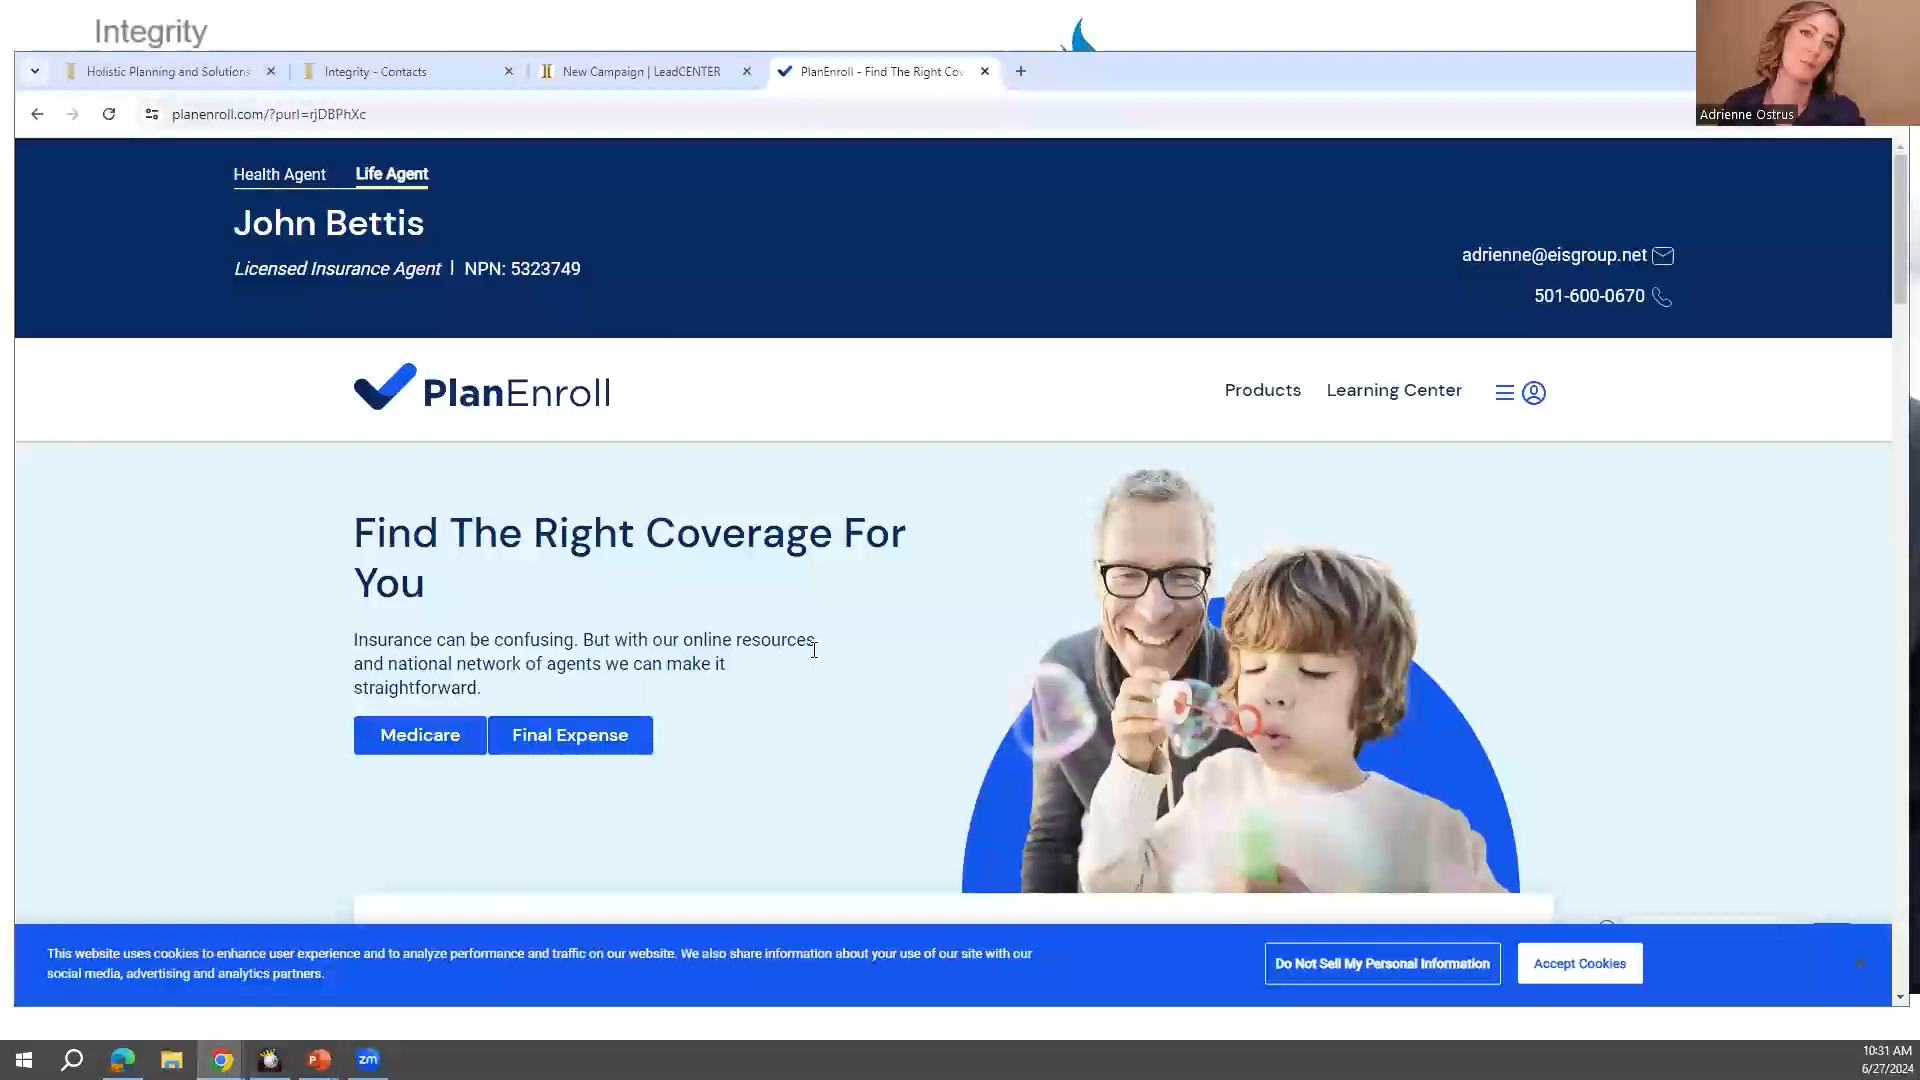 Integrity
Holistic Planning and Solutions
Integrity - Contacts
New Campaign | LeadCENTER
PlanEnroll - Find The Right Cov
planenroll.com/?purl=rjDBPhXc
Adrienne Ostrus
Health Agent
Life Agent
John Bettis
Licensed Insurance Agent | NPN: 5323749
adrienne@eisgroup.net
501-600-0670
PlanEnroll
Products
Learning Center
Find The Right Coverage For
You
Insurance can be confusing. But with our online resources
and national network of agents we can make it
straightforward.
Medicare
Final Expense
This website uses cookies to enhance user experience and to analyze performance and traffic on our website. We also share information about your use of our site with our
social media, advertising and analytics partners.
Do Not Sell My Personal Information
Accept Cookies
zm
10:31 AM
6/27/2024